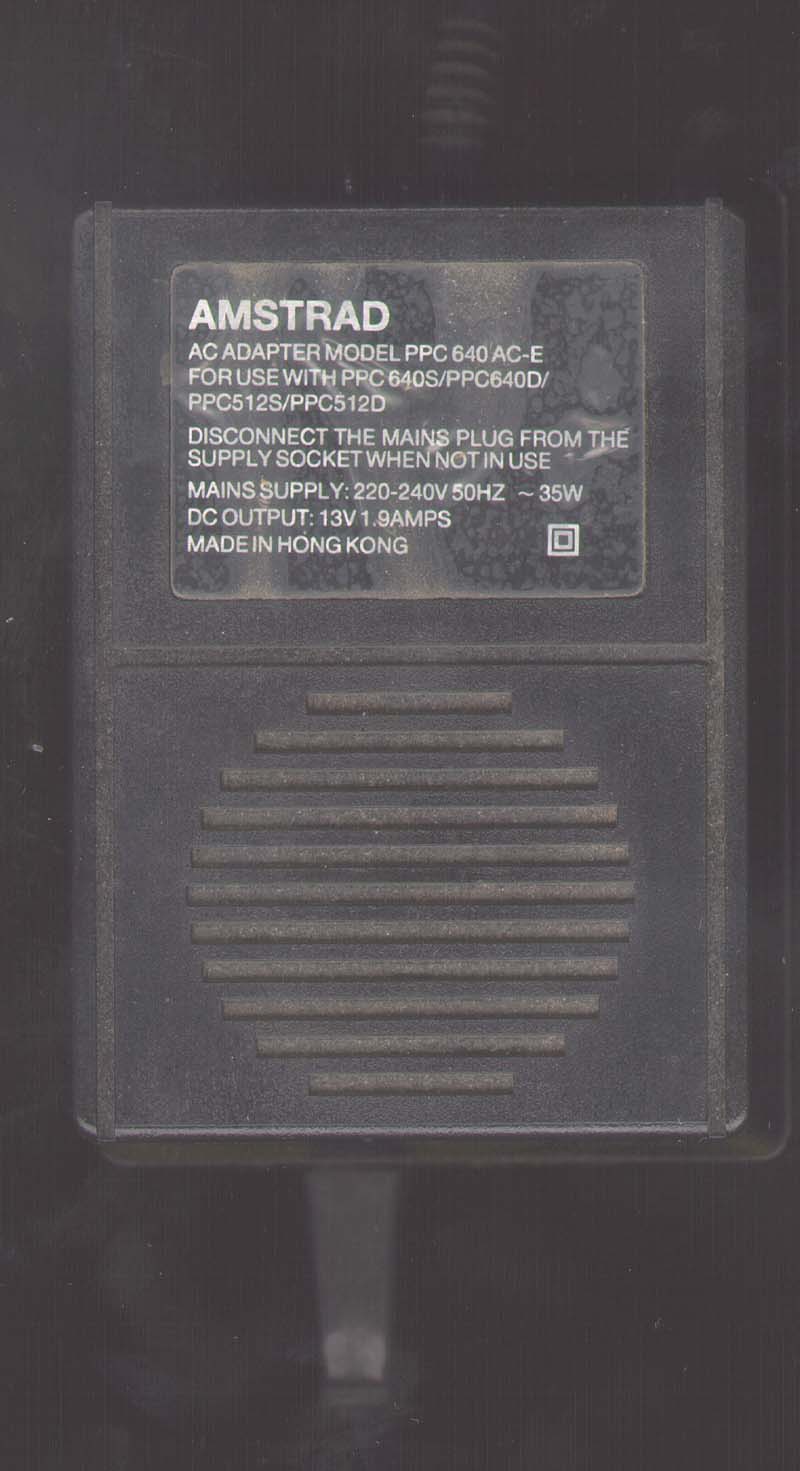 AMSTRAD
AC ADAPTER MODEL PPC 640 AC-E
FOR USE WITH PPC 640S/PPC640D/
PPC512S/PPC512D
DISCONNECT THE MAINS PLUG FROM THE
SUPPLY SOCKET WHEN NOT IN USE
MAINS SUPPLY: 220-240V 50HZ ~ 35W
DC OUTPUT: 13V 1.9AMPS
MADE IN HONG KONG